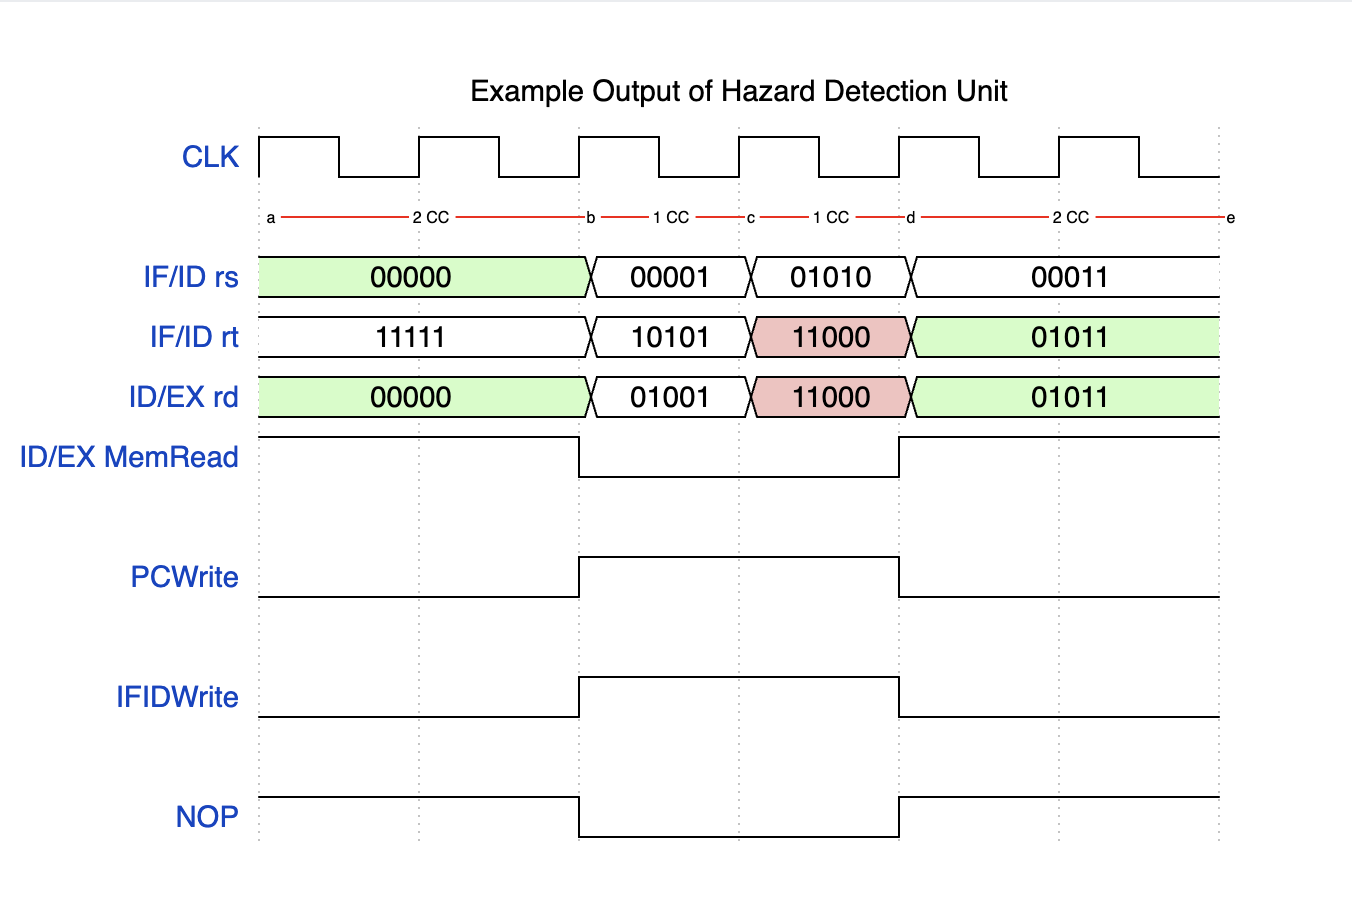 Example Output of Hazard Detection Unit
CLK
a 2 CC b 1 CC c 1 CC d 2 CC e
IF/ID rs 00000 00001 01010 00011
IF/ID rt 11111 10101 11000 01011
ID/EX rd 00000 01001 11000 01011
ID/EX MemRead
PCWrite
IFIDWrite
NOP